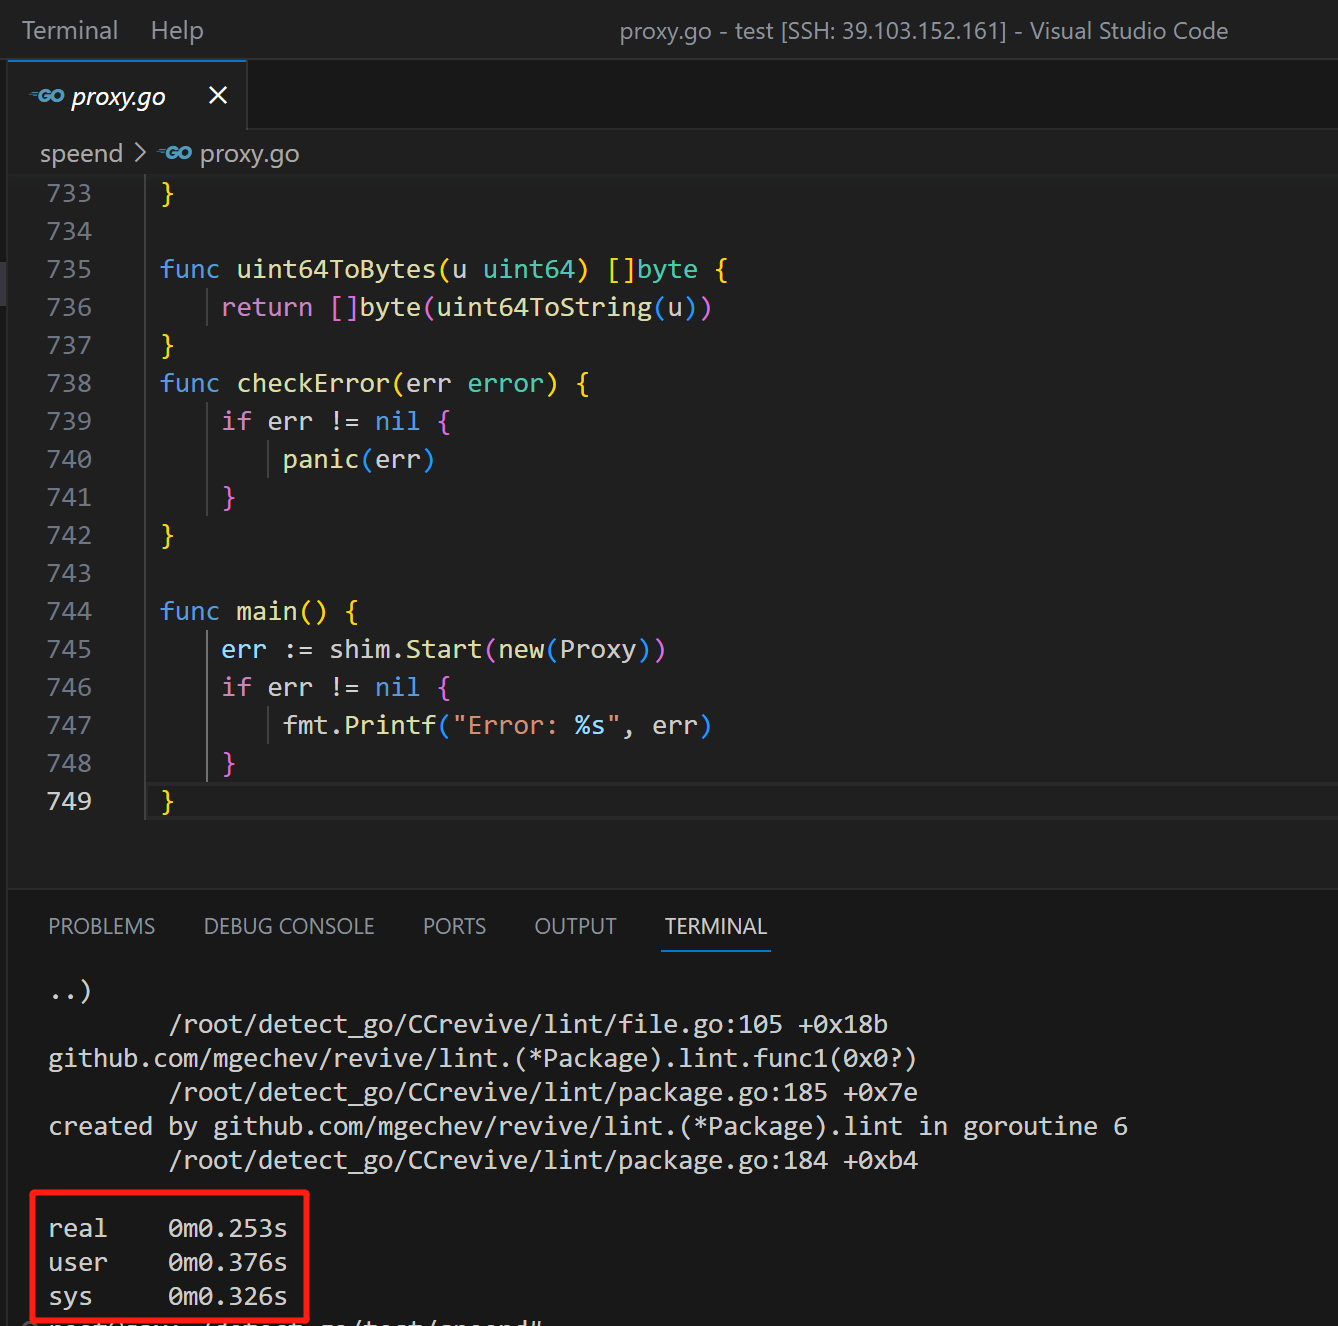 Terminal Help proxy.go - test [SSH: 39.103.152.161] - Visual Studio Code
GO proxy.go ×
speend > GO proxy.go
733 }
734
735 func uint64ToBytes(u uint64) []byte {
736 return []byte(uint64ToString(u))
737 }
738 func checkError(err error) {
739 if err != nil {
740 panic(err)
741 }
742 }
743
744 func main() {
745 err := shim.Start(new(Proxy))
746 if err != nil {
747 fmt.Printf("Error: %s", err)
748 }
749 }
PROBLEMS DEBUG CONSOLE PORTS OUTPUT TERMINAL
..)
/root/detect_go/CCrevive/lint/file.go:105 +0x18b
github.com/mgechev/revive/lint.(*Package).lint.func1(0x0?)
/root/detect_go/CCrevive/lint/package.go:185 +0x7e
created by github.com/mgechev/revive/lint.(*Package).lint in goroutine 6
/root/detect_go/CCrevive/lint/package.go:184 +0xb4
real 0m0.253s
user 0m0.376s
sys 0m0.326s